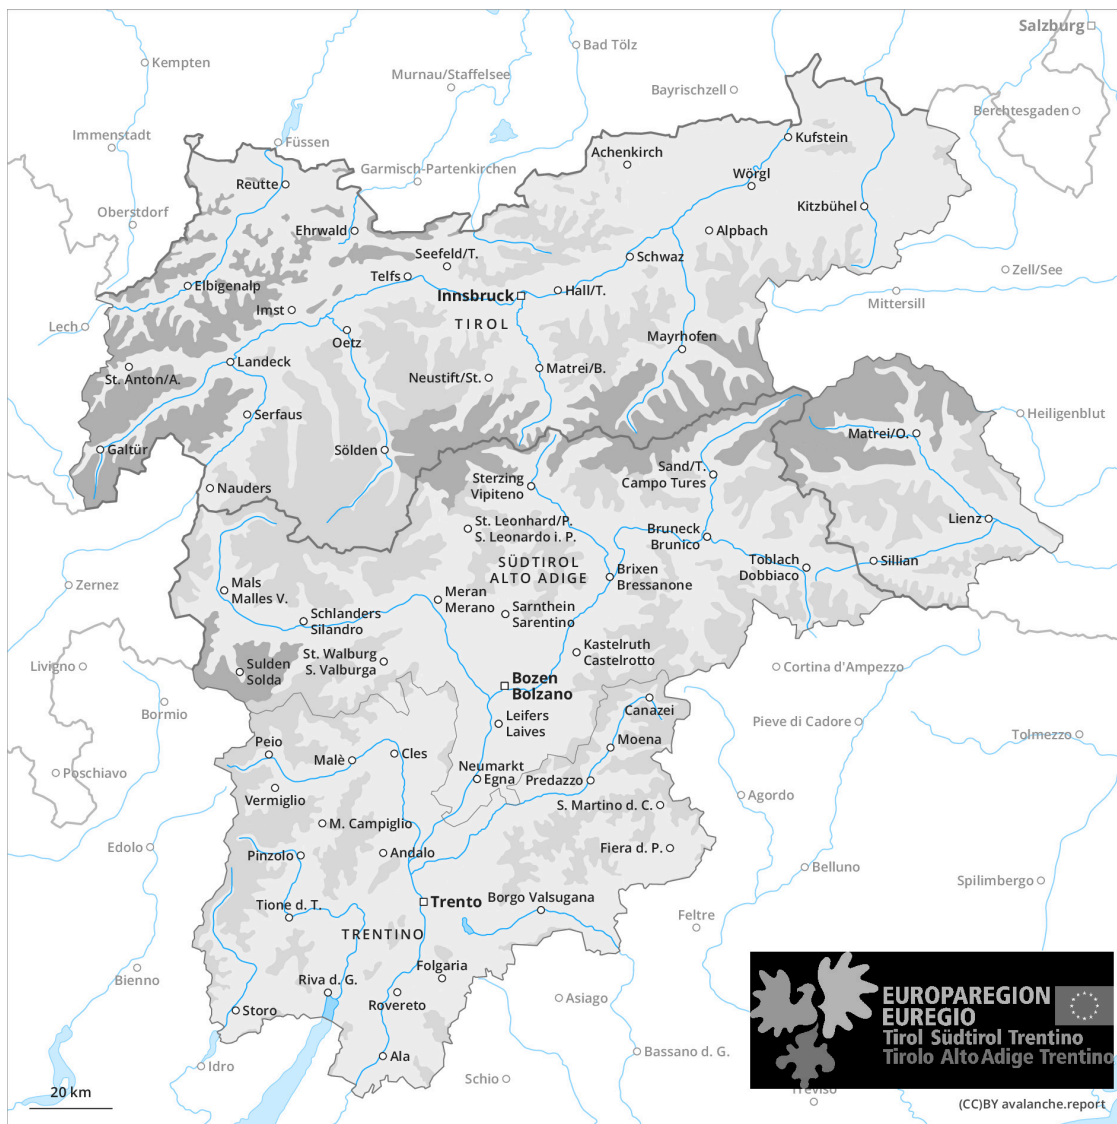 Salzburg
Bad Tölz
Kempten
Murnau/Staffelsee
Bayrischzell
Berchtesgaden
Immenstadt
Füssen
Kufstein
Achenkirch
Garmisch-Partenkirchen
Wörgl
Reutte
Oberstdorf
Kitzbühel
Ehrwald
Alpbach
Seefeld/T.
Schwaz
Telfs
Zell/See
Elbigenalp
Innsbruck
Hall/T.
Mittersill
Imst
Lech
TIROL
Oetz
Mayrhofen
Landeck
Matrei/B.
St. Anton/A.
Neustift/St.
Serfaus
Heiligenblut
Matrei/O.
Galtür
Sölden
Sand/T.
Campo Tures
Sterzing
Vipiteno
Nauders
Lienz
St. Leonhard/P.
S. Leonardo i. P.
Bruneck
Brunico
SÜDTIROL
ALTO ADIGE
Toblach
Dobbiaco
Sillian
Brixen
Bressanone
Zernez
Mals
Malles V.
Meran
Merano
Schlanders
Silandro
Sarnthein
Sarentino
Kastelruth
Castelrotto
St. Walburg
S. Valburga
Livigno
Sulden
Solda
Cortina d'Ampezzo
Bozen
Bolzano
Bormio
Canazei
Leifers
Laives
Pieve di Cadore
Tolmezzo
Moena
Peio
Cles
Malè
Neumarkt
Egna
Poschiavo
Predazzo
Vermiglio
Agordo
S. Martino d. C.
M. Campiglio
Edolo
Pinzolo
Andalo
Fiera d. P.
Belluno
Spilimbergo
Trento
Borgo Valsugana
Tione d. T.
Feltre
TRENTINO
Bienno
Folgaria
Riva d. G.
Rovereto
Asiago
Storo
EUROPAREGION
EUREGIO
Tirol Südtirol Trentino
Tirolo Alto Adige Trentino
Ala
Bassano d. G.
Idro
Schio
Treviso
20 km
(CC)BY avalanche.report